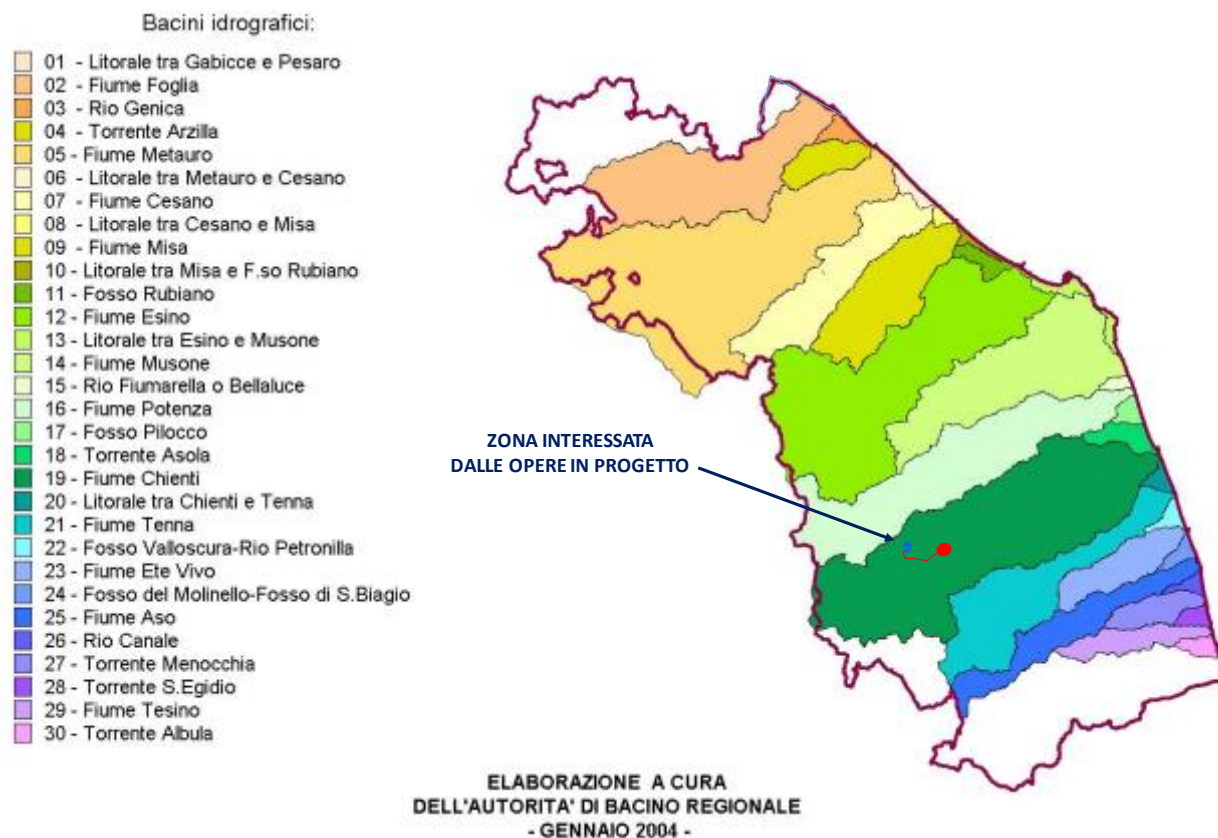 Bacini idrografici:
01 - Litorale tra Gabicce e Pesaro
02 - Fiume Foglia
03 - Rio Genica
04 - Torrente Arzilla
05 - Fiume Metauro
06 - Litorale tra Metauro e Cesano
07 - Fiume Cesano
08 - Litorale tra Cesano e Misa
09 - Fiume Misa
10 - Litorale tra Misa e F.so Rubiano
11 - Fosso Rubiano
12 - Fiume Esino
13 - Litorale tra Esino e Musone
14 - Fiume Musone
15 - Rio Fiumarella o Bellaluce
16 - Fiume Potenza
17 - Fosso Pilocco
18 - Torrente Asola
19 - Fiume Chienti
20 - Litorale tra Chienti e Tenna
21 - Fiume Tenna
22 - Fosso Valloscura-Rio Petronilla
23 - Fiume Ete Vivo
24 - Fosso del Molinello-Fosso di S.Biagio
25 - Fiume Aso
26 - Rio Canale
27 - Torrente Menocchia
28 - Torrente S.Egidio
29 - Fiume Tesino
30 - Torrente Albula
ZONA INTERESSATA
DALLE OPERE IN PROGETTO
ELABORAZIONE A CURA
DELL'AUTORITA' DI BACINO REGIONALE
- GENNAIO 2004 -